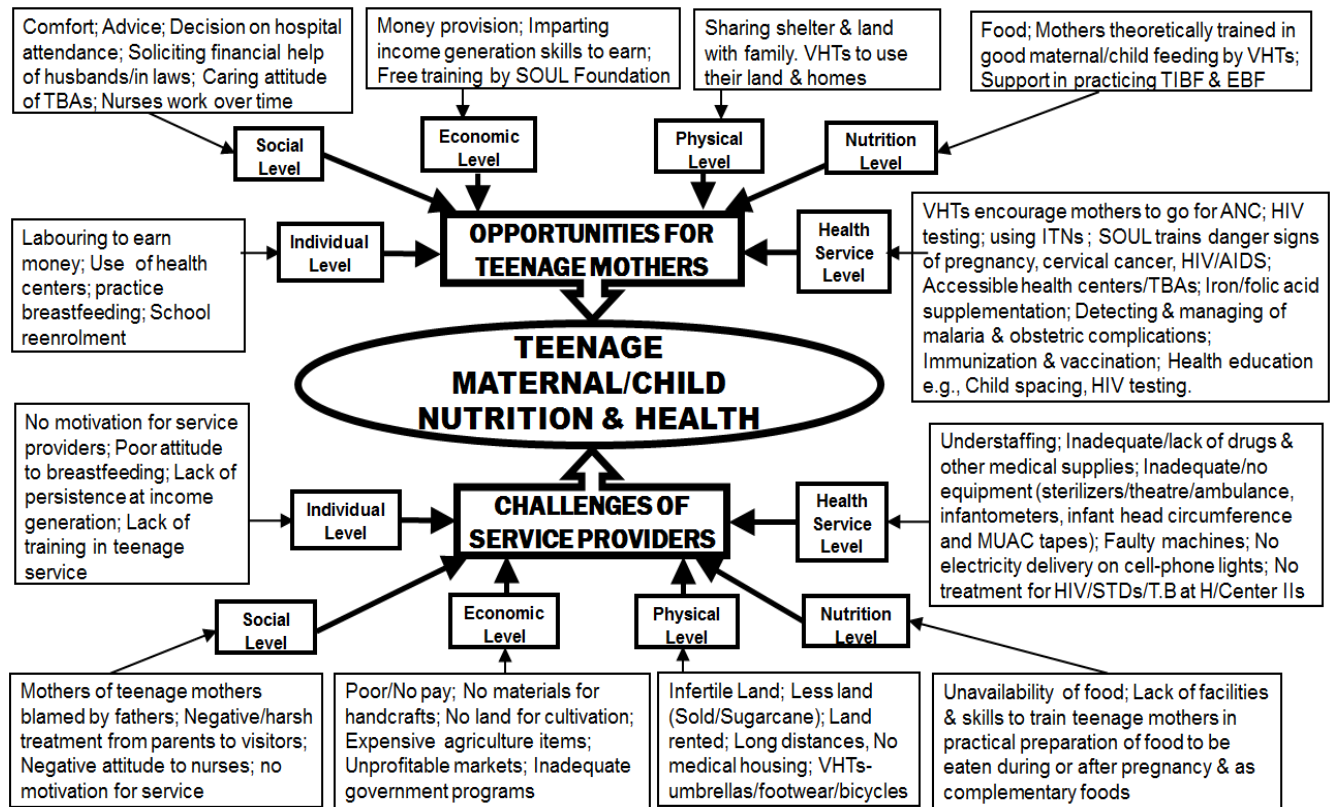 Comfort; Advice; Decision on hospital
attendance; Soliciting financial help
of husbands/in laws; Caring attitude
of TBAs; Nurses work over time
Money provision; Imparting
income generation skills to earn;
Free training by SOUL Foundation
Sharing shelter & land
with family. VHTs to use
their land & homes
Food; Mothers theoretically trained in
good maternal/child feeding by VHTs;
Support in practicing TIBF & EBF
Social
Level
Economic
Level
Physical
Level
Nutrition
Level
Labouring to earn
money; Use of health
centers; practice
breastfeeding; School
reenrolment
Individual
Level
OPPORTUNITIES FOR
TEENAGE MOTHERS
Health
Service
Level
VHTs encourage mothers to go for ANC; HIV
testing; using ITNs ; SOUL trains danger signs
of pregnancy, cervical cancer, HIV/AIDS;
Accessible health centers/TBAs; Iron/folic acid
supplementation; Detecting & managing of
malaria & obstetric complications;
Immunization & vaccination; Health education
e.g., Child spacing, HIV testing.
TEENAGE
MATERNAL/CHILD
NUTRITION & HEALTH
No motivation for service
providers; Poor attitude
to breastfeeding; Lack of
persistence at income
generation; Lack of
training in teenage
service
Individual
Level
CHALLENGES OF
SERVICE PROVIDERS
Health
Service
Level
Understaffing; Inadequate/lack of drugs &
other medical supplies; Inadequate/no
equipment (sterilizers/theatre/ambulance,
infantometers, infant head circumference
and MUAC tapes); Faulty machines; No
electricity delivery on cell-phone lights; No
treatment for HIV/STDs/T.B at H/Center IIs
Social
Level
Economic
Level
Physical
Level
Nutrition
Level
Mothers of teenage mothers
blamed by fathers; Negative/harsh
treatment from parents to visitors;
Negative attitude to nurses; no
motivation for service
Poor/No pay; No materials for
handcrafts; No land for cultivation;
Expensive agriculture items;
Unprofitable markets; Inadequate
government programs
Infertile Land; Less land
(Sold/Sugarcane); Land
rented; Long distances, No
medical housing; VHTs-
umbrellas/footwear/bicycles
Unavailability of food; Lack of facilities
& skills to train teenage mothers in
practical preparation of food to be
eaten during or after pregnancy & as
complementary foods